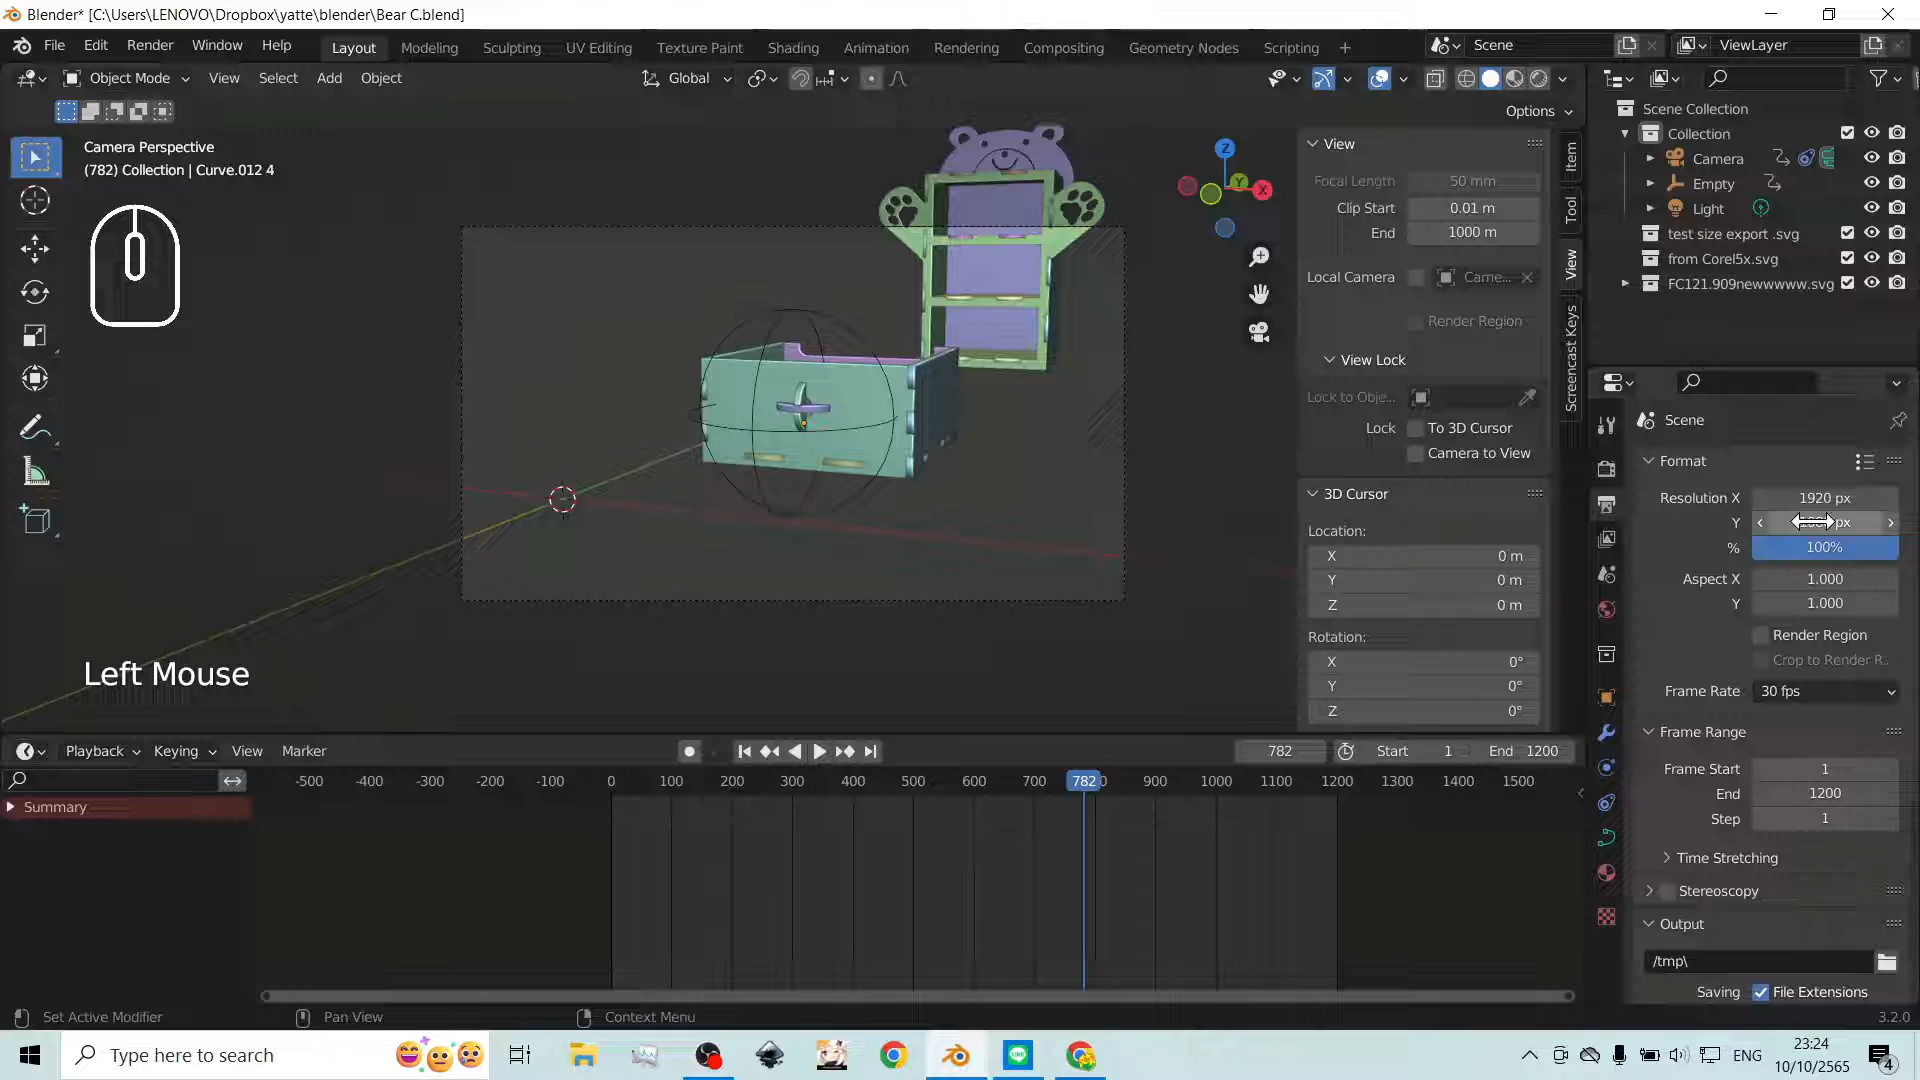 Blender* [C:\Users\LENOVO\Dropbox\yatte\blender\Bear C.blend]
File Edit Render Window Help Layout Modeling Sculpting UV Editing Texture Paint Shading Animation Rendering Compositing Geometry Nodes Scripting + Scene ViewLayer
Object Mode View Select Add Object Global
Options
Camera Perspective
(782) Collection | Curve.012 4
Left Mouse
Z
Y
X
View
Focal Length 50 mm
Clip Start 0.01 m
End 1000 m
Local Camera Came...
Render Region
View Lock
Lock to Obje...
Lock To 3D Cursor
Camera to View
3D Cursor
Location:
X 0 m
Y 0 m
Z 0 m
Rotation:
X 0°
Y 0°
Z 0°
Item
Tool
View
Screencast Keys
Scene Collection
Collection
Camera
Empty
Light
test size export .svg
from Corel5x.svg
FC121.909newwwww.svg
Scene
Format
Resolution X 1920 px
Y px
% 100%
Aspect X 1.000
Y 1.000
Render Region
Crop to Render R..
Frame Rate 30 fps
Frame Range
Frame Start 1
End 1200
Step 1
Time Stretching
Stereoscopy
Output
/tmp\
Saving File Extensions
Playback Keying View Marker 782 Start 1 End 1200
-500 -400 -300 -200 -100 0 100 200 300 400 500 600 700 782 900 1000 1100 1200 1300 1400 1500
Summary
Set Active Modifier Pan View Context Menu 3.2.0
Type here to search
ENG
23:24
10/10/2565
4